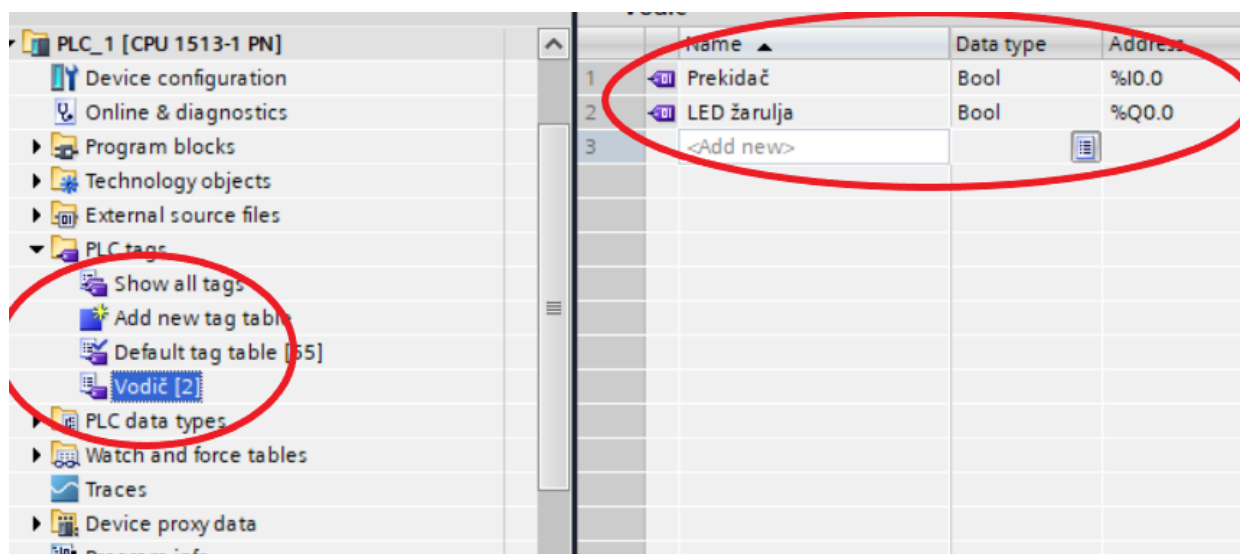 Vodič
PLC_1 [CPU 1513-1 PN]
Device configuration
Online & diagnostics
Program blocks
Technology objects
External source files
PLC tags
Show all tags
Add new tag table
Default tag table [55]
Vodič [2]
PLC data types
Watch and force tables
Traces
Device proxy data
Program info
Name Data type Address
1 Prekidač Bool %I0.0
2 LED žarulja Bool %Q0.0
3 <Add new>